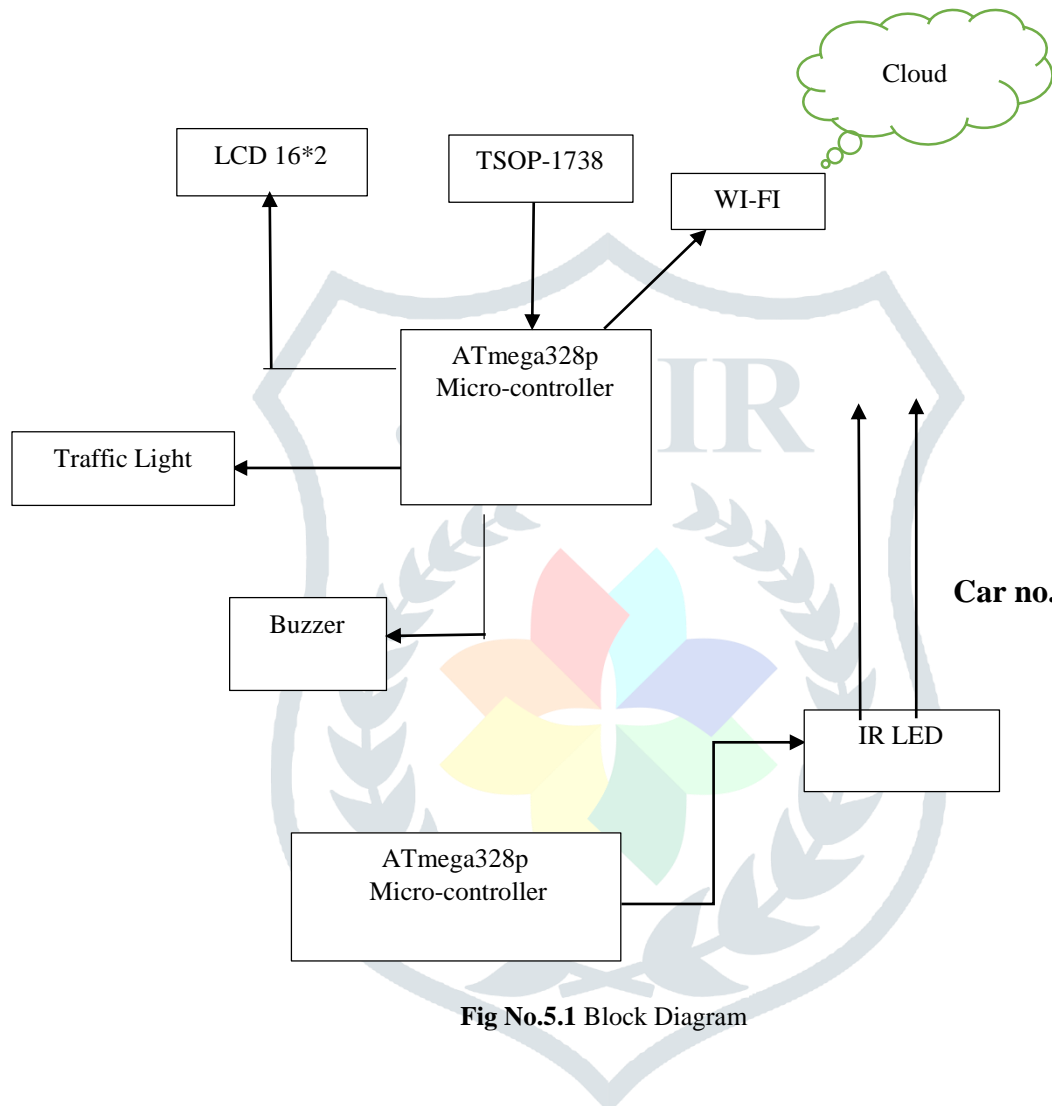 Cloud
LCD 16*2
TSOP-1738
WI-FI
ATmega328p
Micro-controller
IR
Traffic Light
Buzzer
Car no.
IR LED
ATmega328p
Micro-controller
Fig No.5.1 Block Diagram